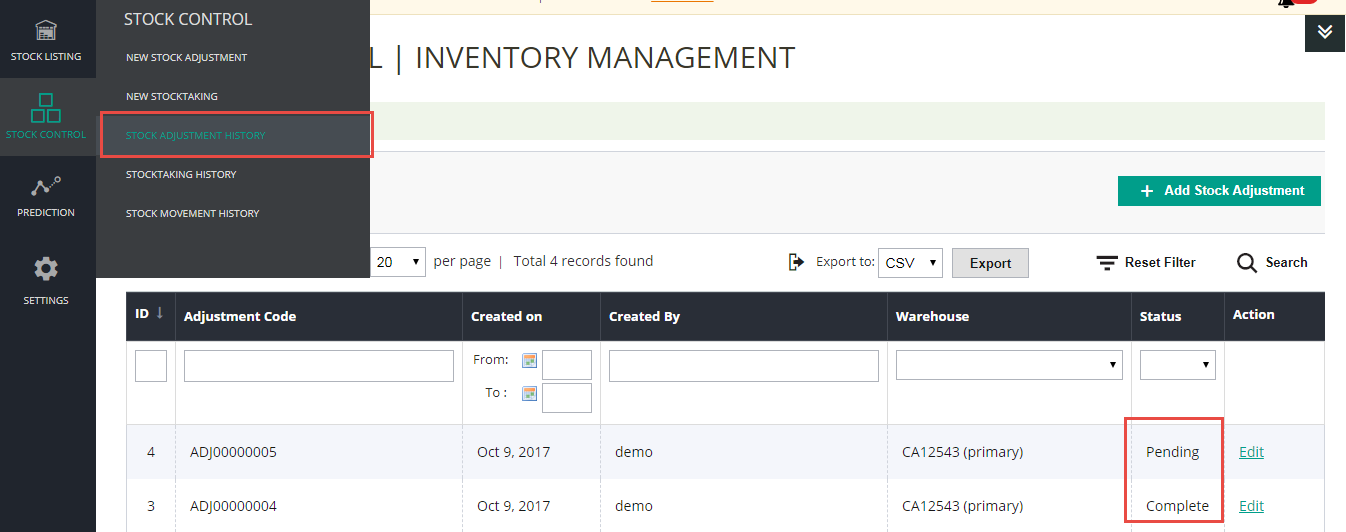 STOCK LISTING
STOCK CONTROL
PREDICTION
SETTINGS
STOCK CONTROL
NEW STOCK ADJUSTMENT
NEW STOCKTAKING
STOCK ADJUSTMENT HISTORY
STOCKTAKING HISTORY
STOCK MOVEMENT HISTORY
L | INVENTORY MANAGEMENT
+ Add Stock Adjustment
20 per page | Total 4 records found Export to: CSV Export Reset Filter Search
ID ↓ Adjustment Code Created on Created By Warehouse Status Action
From:
To :
4 ADJ00000005 Oct 9, 2017 demo CA12543 (primary) Pending Edit
3 ADJ00000004 Oct 9, 2017 demo CA12543 (primary) Complete Edit